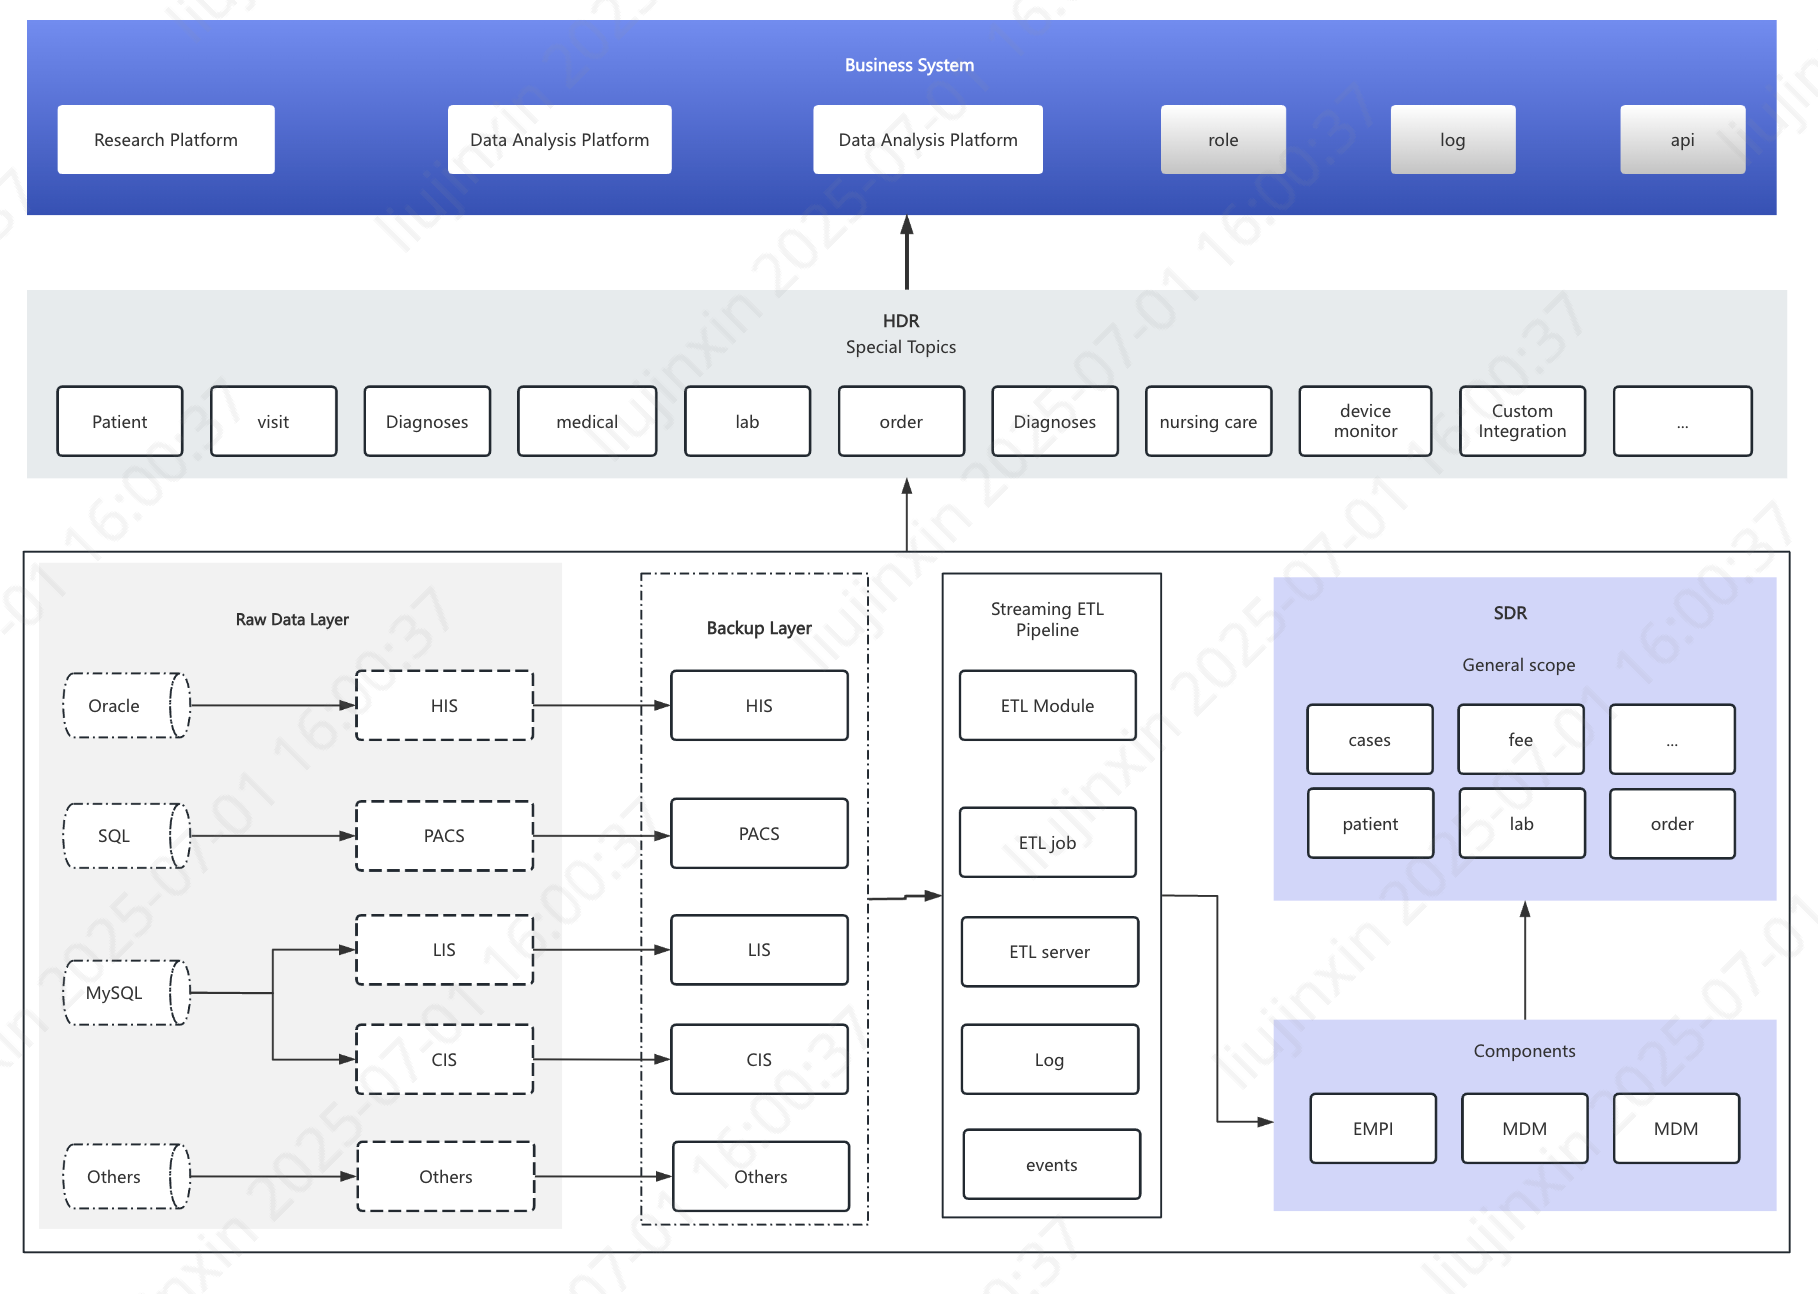 Business System
Research Platform
Data Analysis Platform
Data Analysis Platform
role
log
api
HDR
Special Topics
Patient
visit
Diagnoses
medical
lab
order
Diagnoses
nursing care
device
monitor
Custom
Integration
...
Raw Data Layer
Oracle
HIS
SQL
PACS
MySQL
LIS
CIS
Others
Others
Backup Layer
HIS
PACS
LIS
CIS
Others
Streaming ETL
Pipeline
ETL Module
ETL job
ETL server
Log
events
SDR
General scope
cases
fee
...
patient
lab
order
Components
EMPI
MDM
MDM
liujinxin 2025-07-01 16:00:37